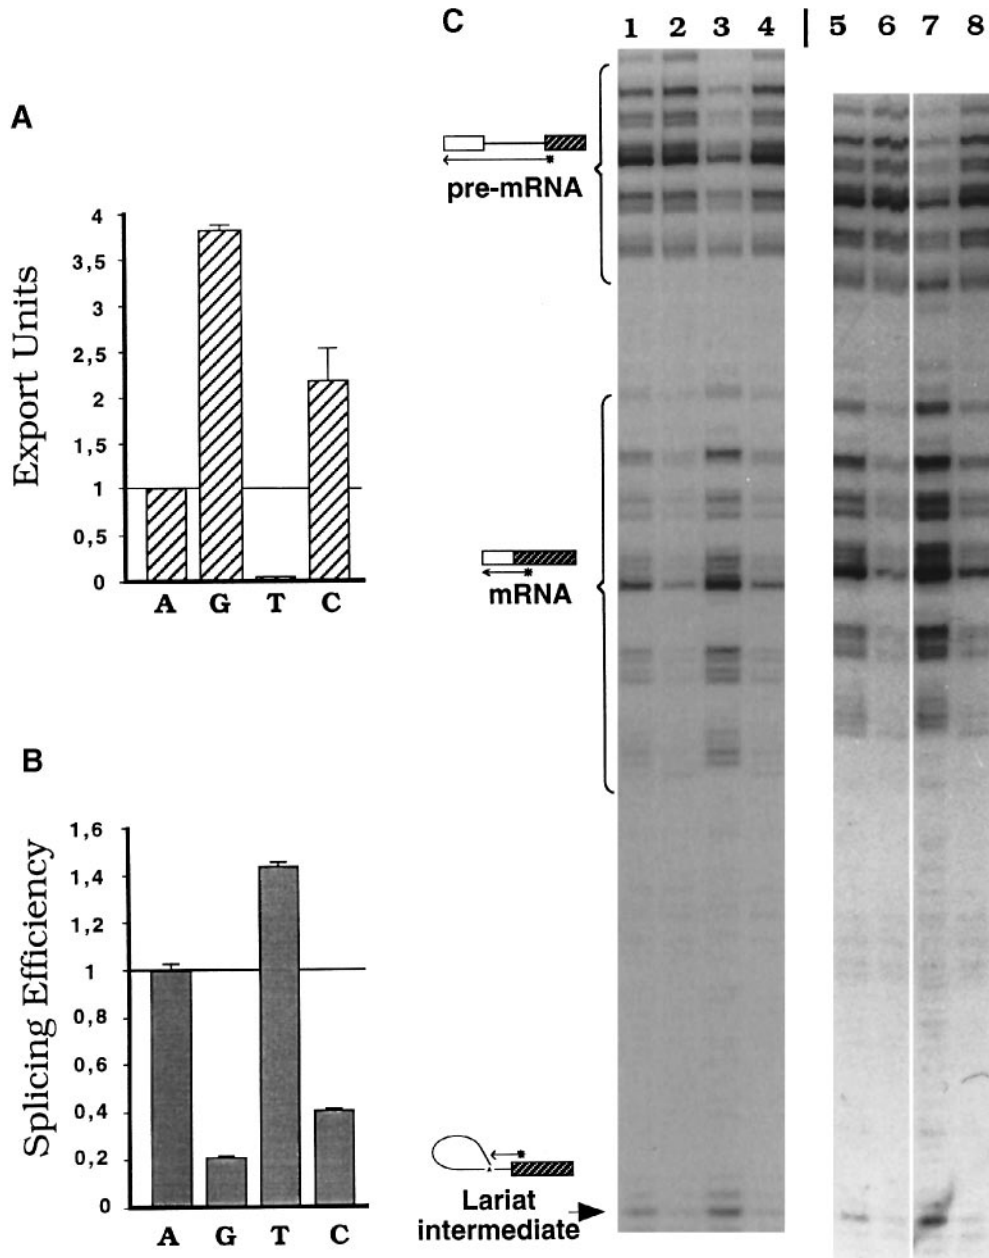 A
Export Units
4
3,5
3
2,5
2
1,5
1
0,5
0
A G T C
B
Splicing Efficiency
1,6
1,4
1,2
1
0,8
0,6
0,4
0,2
0
A G T C
C
1 2 3 4 5 6 7 8
pre-mRNA
mRNA
Lariat
intermediate